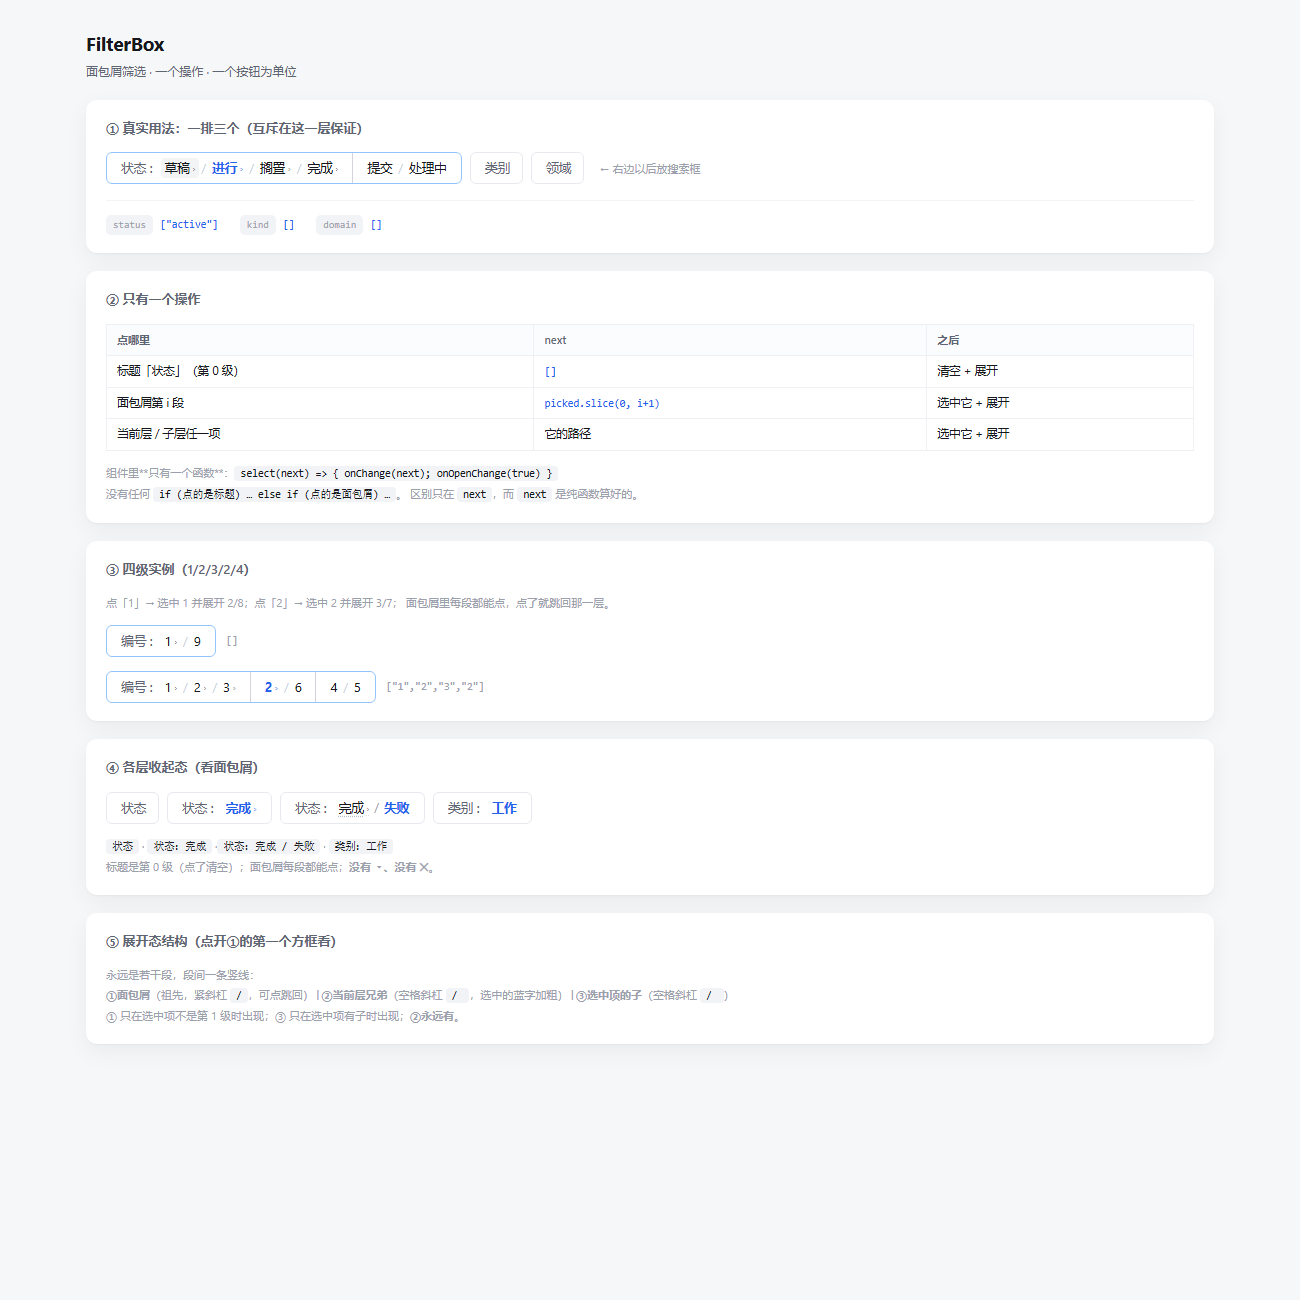 FilterBox
面包屑筛选 · 一个操作 · 一个按钮为单位
① 真实用法：一排三个（互斥在这一层保证）
状态： 草稿 › / 进行 › / 搁置 › / 完成 › 提交 / 处理中 类别 领域 ← 右边以后放搜索框
status ["active"] kind [] domain []
② 只有一个操作
点哪里 next 之后
标题「状态」（第 0 级） [] 清空 + 展开
面包屑第 i 段 picked.slice(0, i+1) 选中它 + 展开
当前层 / 子层任一项 它的路径 选中它 + 展开
组件里**只有一个函数**： select(next) => { onChange(next); onOpenChange(true) }
没有任何 if (点的是标题) … else if (点的是面包屑) … 。 区别只在 next ，而 next 是纯函数算好的。
③ 四级实例（1/2/3/2/4）
点「1」→ 选中 1 并展开 2/8；点「2」→ 选中 2 并展开 3/7； 面包屑里每段都能点，点了就跳回那一层。
编号： 1 › / 9 []
编号： 1 › / 2 › / 3 › 2 › / 6 4 / 5 ["1","2","3","2"]
④ 各层收起态（看面包屑）
状态 状态： 完成 › 状态： 完成 › / 失败 类别： 工作
状态 · 状态：完成 · 状态：完成 / 失败 · 类别：工作
标题是第 0 级（点了清空）；面包屑每段都能点；没有 ▾、没有 ✕。
⑤ 展开态结构（点开①的第一个方框看）
永远是若干段，段间一条竖线：
①面包屑（祖先，紧斜杠 / ，可点跳回）｜②当前层兄弟（空格斜杠 / ，选中的蓝字加粗）｜③选中顶的子（空格斜杠 / ）
① 只在选中项不是第 1 级时出现；③ 只在选中项有子时出现；②永远有。